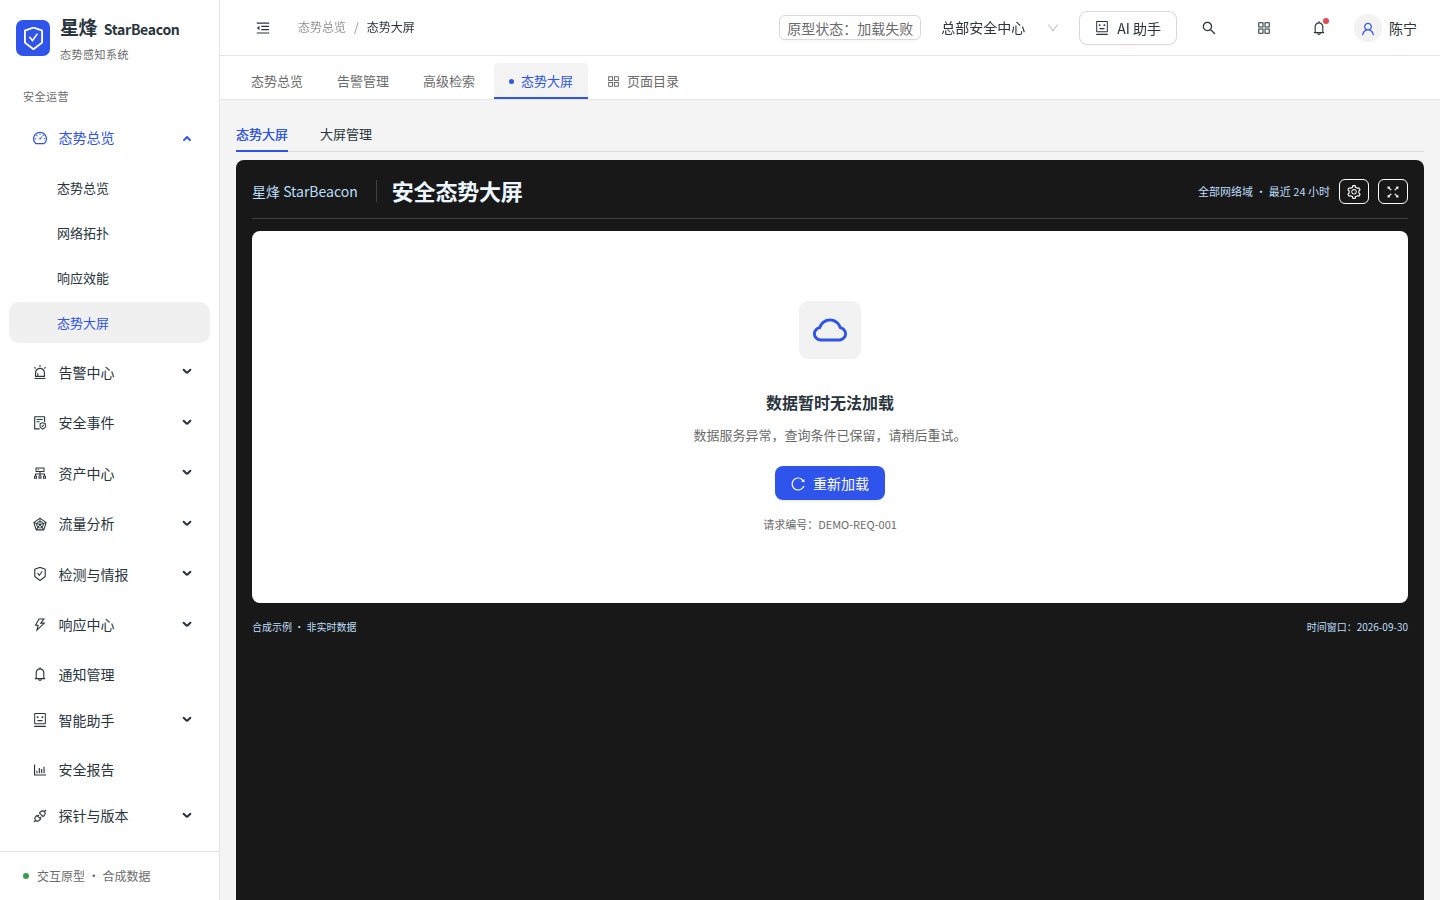 星烽 StarBeacon
态势感知系统
安全运营
态势总览
态势总览
网络拓扑
响应效能
态势大屏
告警中心
安全事件
资产中心
流量分析
检测与情报
响应中心
通知管理
智能助手
安全报告
探针与版本
交互原型 · 合成数据
态势总览 / 态势大屏
原型状态：加载失败
总部安全中心
AI 助手
陈宁
态势总览
告警管理
高级检索
态势大屏
页面目录
态势大屏
大屏管理
星烽 StarBeacon
安全态势大屏
全部网络域 · 最近 24 小时
数据暂时无法加载
数据服务异常，查询条件已保留，请稍后重试。
重新加载
请求编号：DEMO-REQ-001
合成示例 · 非实时数据
时间窗口：2026-09-30